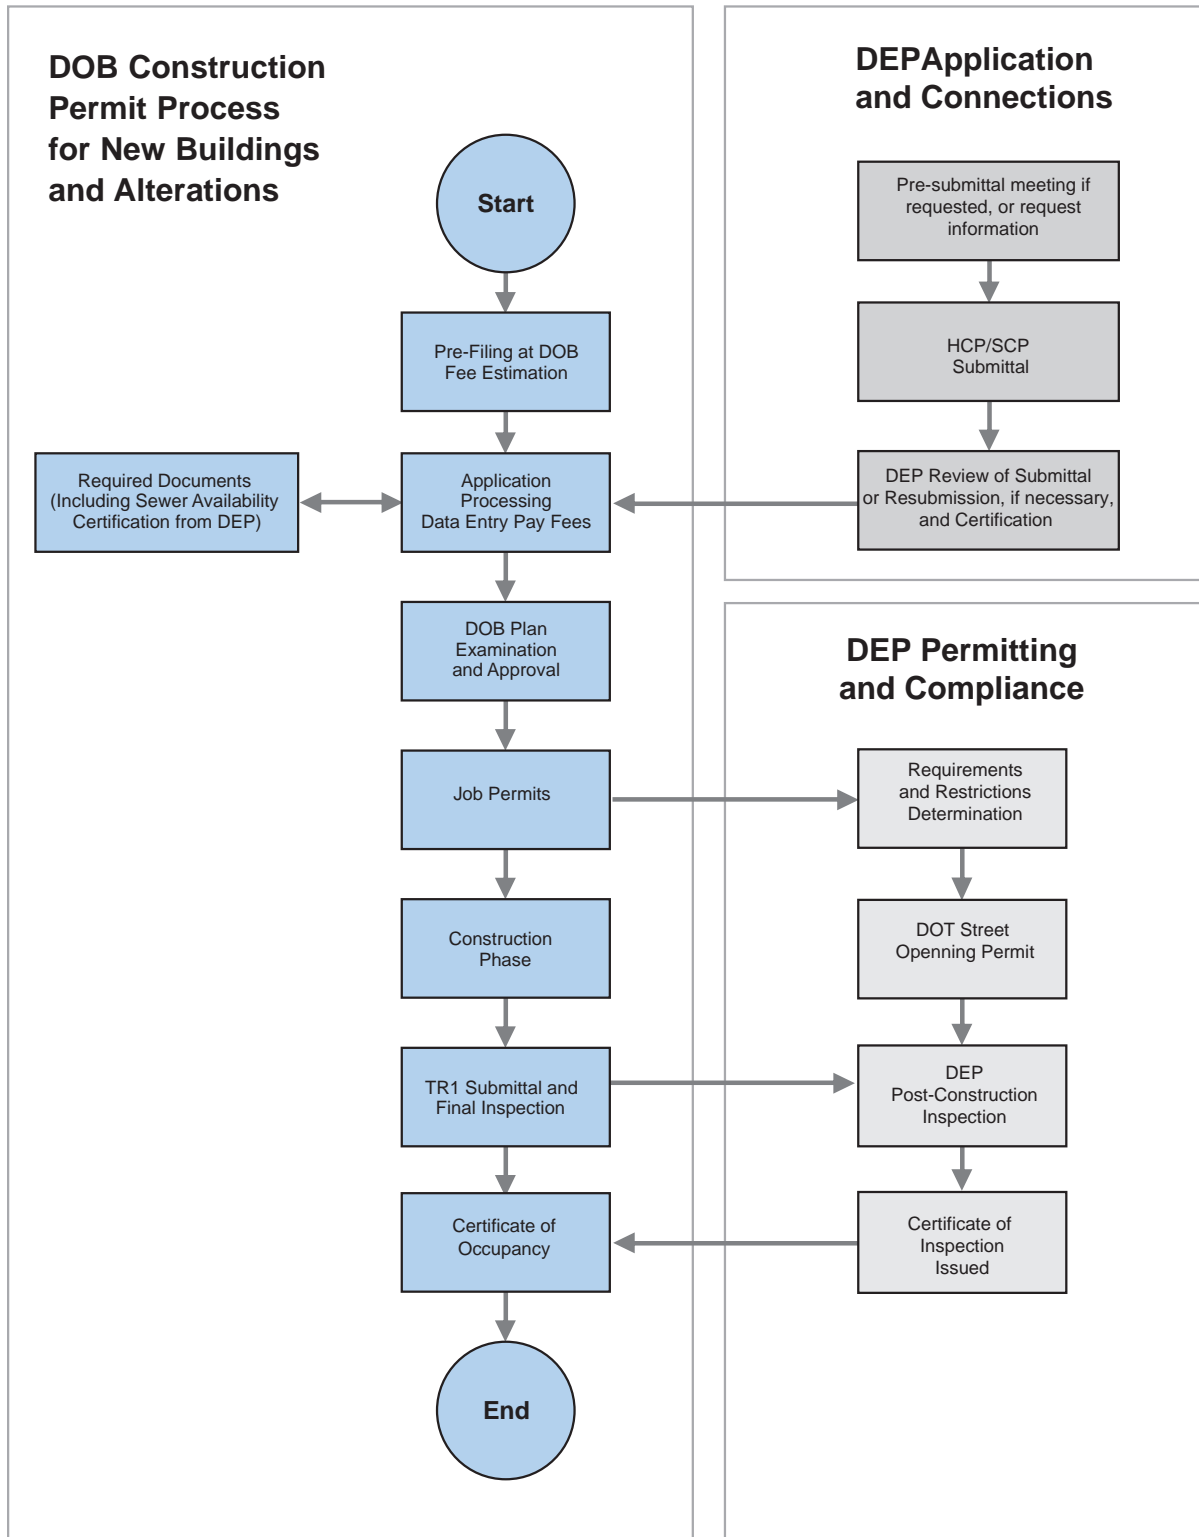 DOB Construction
Permit Process
for New Buildings
and Alterations
Start
Pre-Filing at DOB
Fee Estimation
Required Documents
(Including Sewer Availability
Certification from DEP)
Application
Processing
Data Entry Pay Fees
DOB Plan
Examination
and Approval
Job Permits
Construction
Phase
TR1 Submittal and
Final Inspection
Certificate of
Occupancy
End
DEPApplication
and Connections
Pre-submittal meeting if
requested, or request
information
HCP/SCP
Submittal
DEP Review of Submittal
or Resubmission, if necessary,
and Certification
DEP Permitting
and Compliance
Requirements
and Restrictions
Determination
DOT Street
Openning Permit
DEP
Post-Construction
Inspection
Certificate of
Inspection
Issued